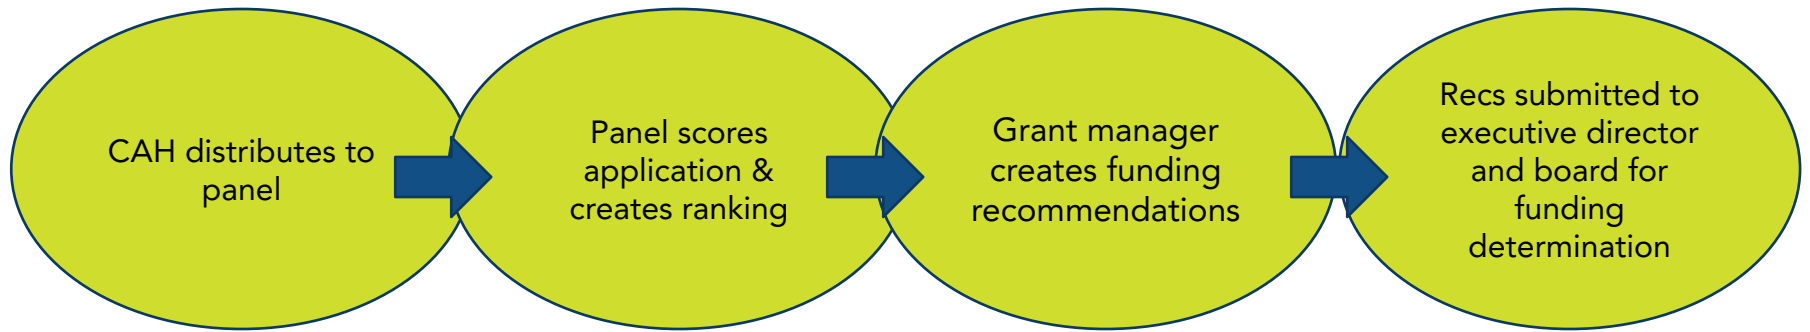 CAH distributes to
panel
Panel scores
application &
creates ranking
Grant manager
creates funding
recommendations
Recs submitted to
executive director
and board for
funding
determination